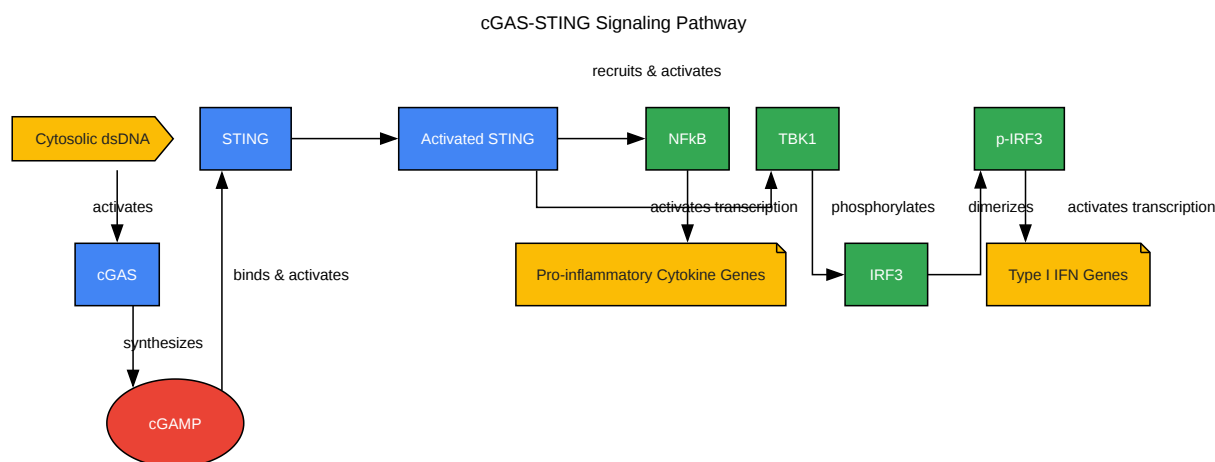 cGAS-STING Signaling Pathway
recruits & activates
Cytosolic dsDNA
STING
Activated STING
NFkB
TBK1
p-IRF3
activates
activates transcription
phosphorylates
dimerizes
activates transcription
cGAS
binds & activates
Pro-inflammatory Cytokine Genes
IRF3
Type I IFN Genes
synthesizes
cGAMP